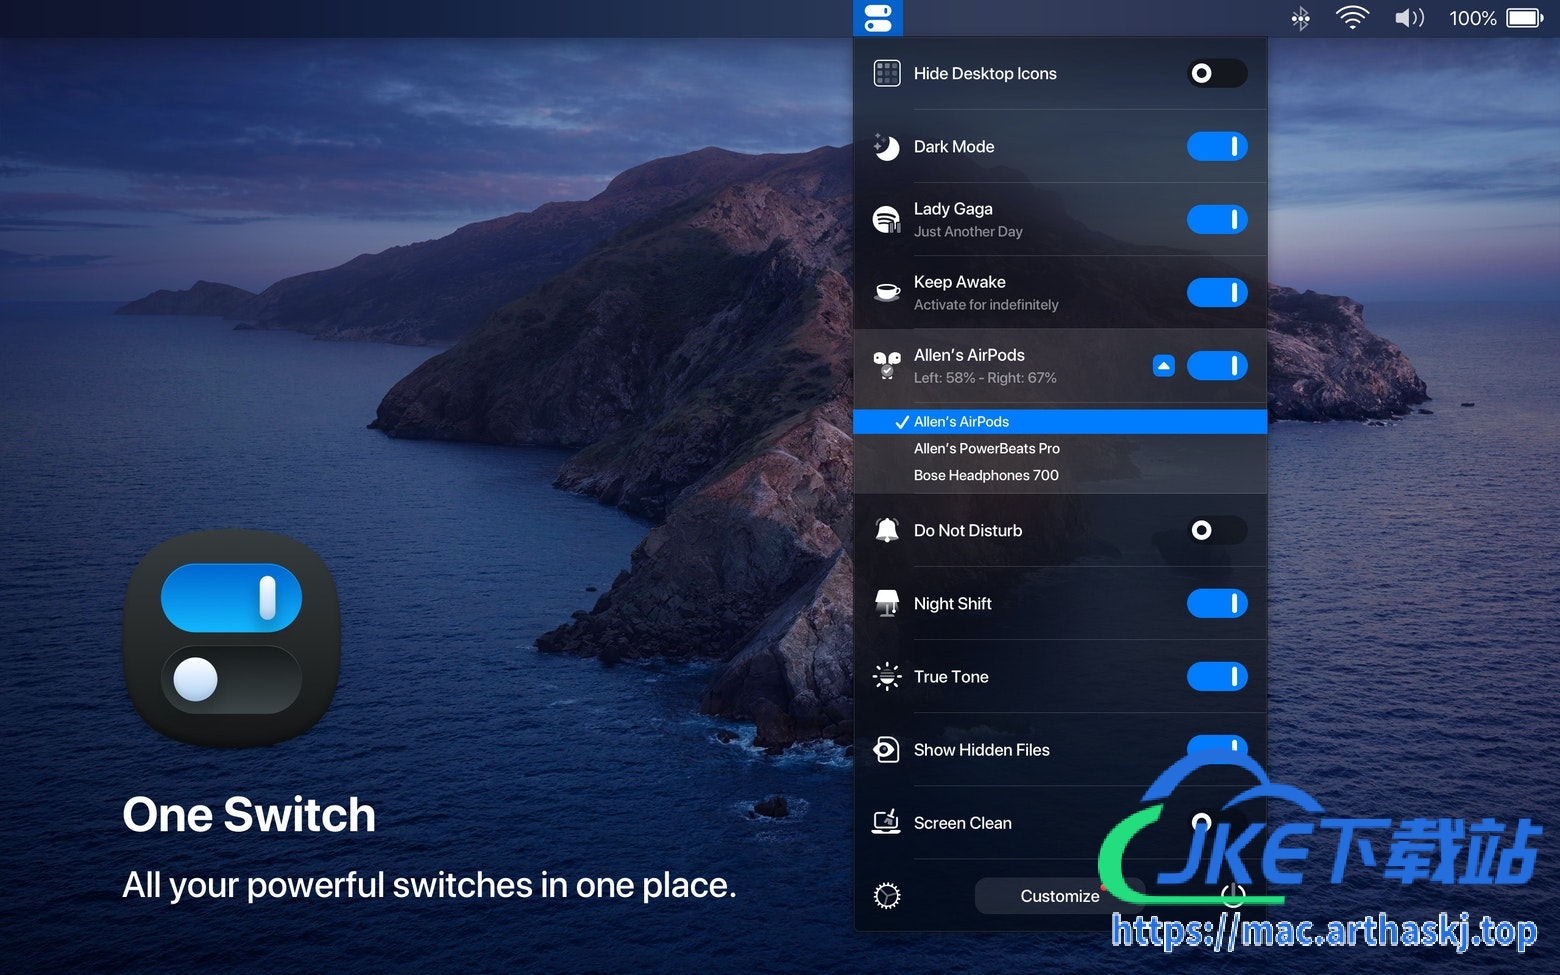 100%
Hide Desktop Icons
Dark Mode
Lady Gaga
Just Another Day
Keep Awake
Activate for indefinitely
Allen's AirPods
Left: 58% - Right: 67%
Allen's AirPods
Allen's PowerBeats Pro
Bose Headphones 700
Do Not Disturb
Night Shift
True Tone
Show Hidden Files
Screen Clean
Customize
One Switch
All your powerful switches in one place.
JKE下载站
https://mac.arthaskj.top